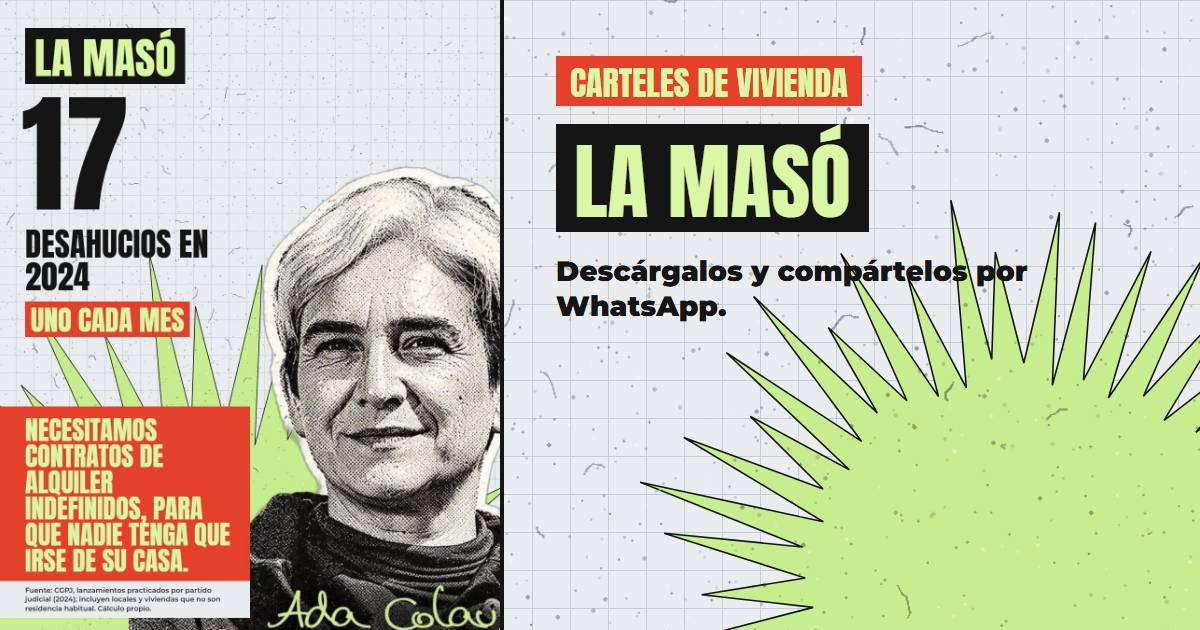 LA MASÓ
17
DESAHUCIOS EN
2024
UNO CADA MES
NECESITAMOS
CONTRATOS DE
ALQUILER
INDEFINIDOS, PARA
QUE NADIE TENGA QUE
IRSE DE SU CASA.
Fuente: CGPJ, lanzamientos practicados por partido
judicial (2024); incluyen locales y viviendas que no son
residencia habitual. Cálculo propio.
Ada Colau
CARTELES DE VIVIENDA
LA MASÓ
Descárgalos y compártelos por
WhatsApp.